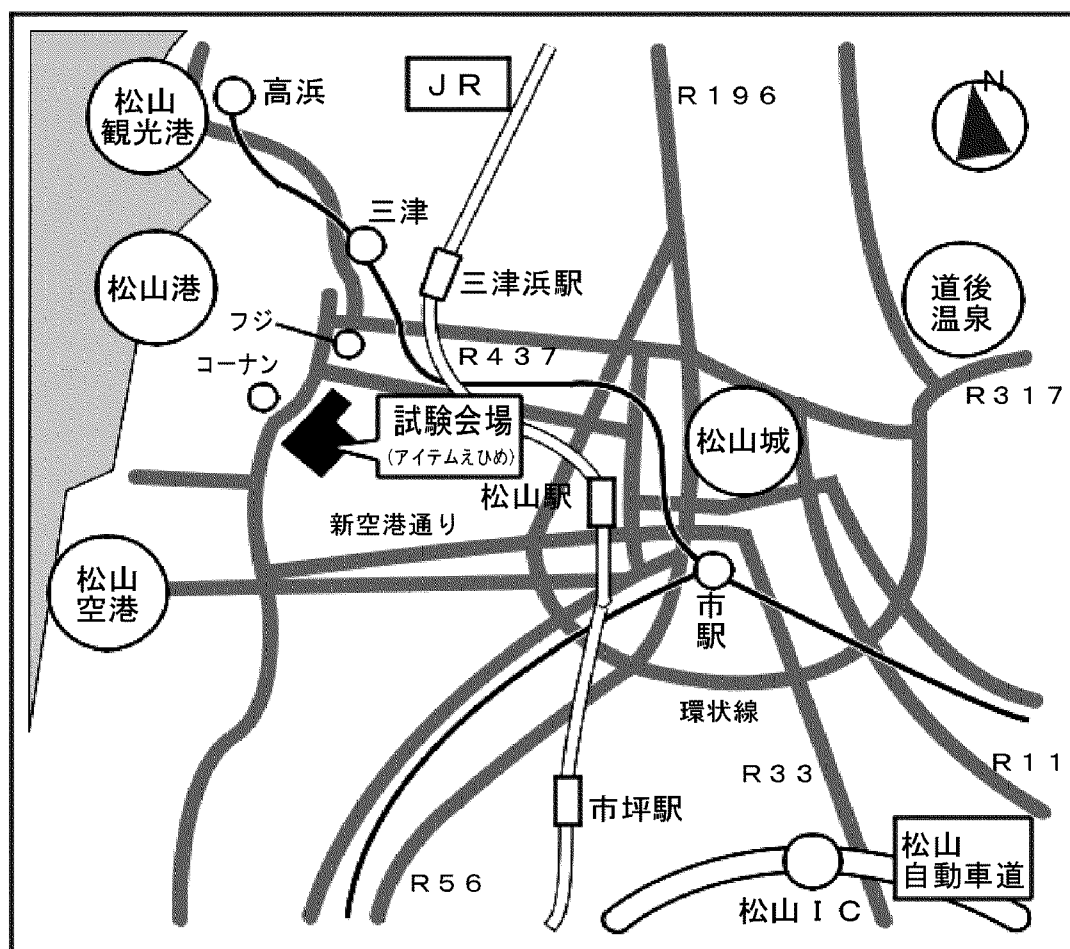 松山
観光港
高浜
JR
R196
N
三津
松山港
三津浜駅
道後
温泉
フジ
コーナン
R437
R317
試験会場
(アイテムえひめ)
松山城
松山駅
新空港通り
松山
空港
市
駅
環状線
R33
R11
市坪駅
R56
松山
自動車道
松山IC